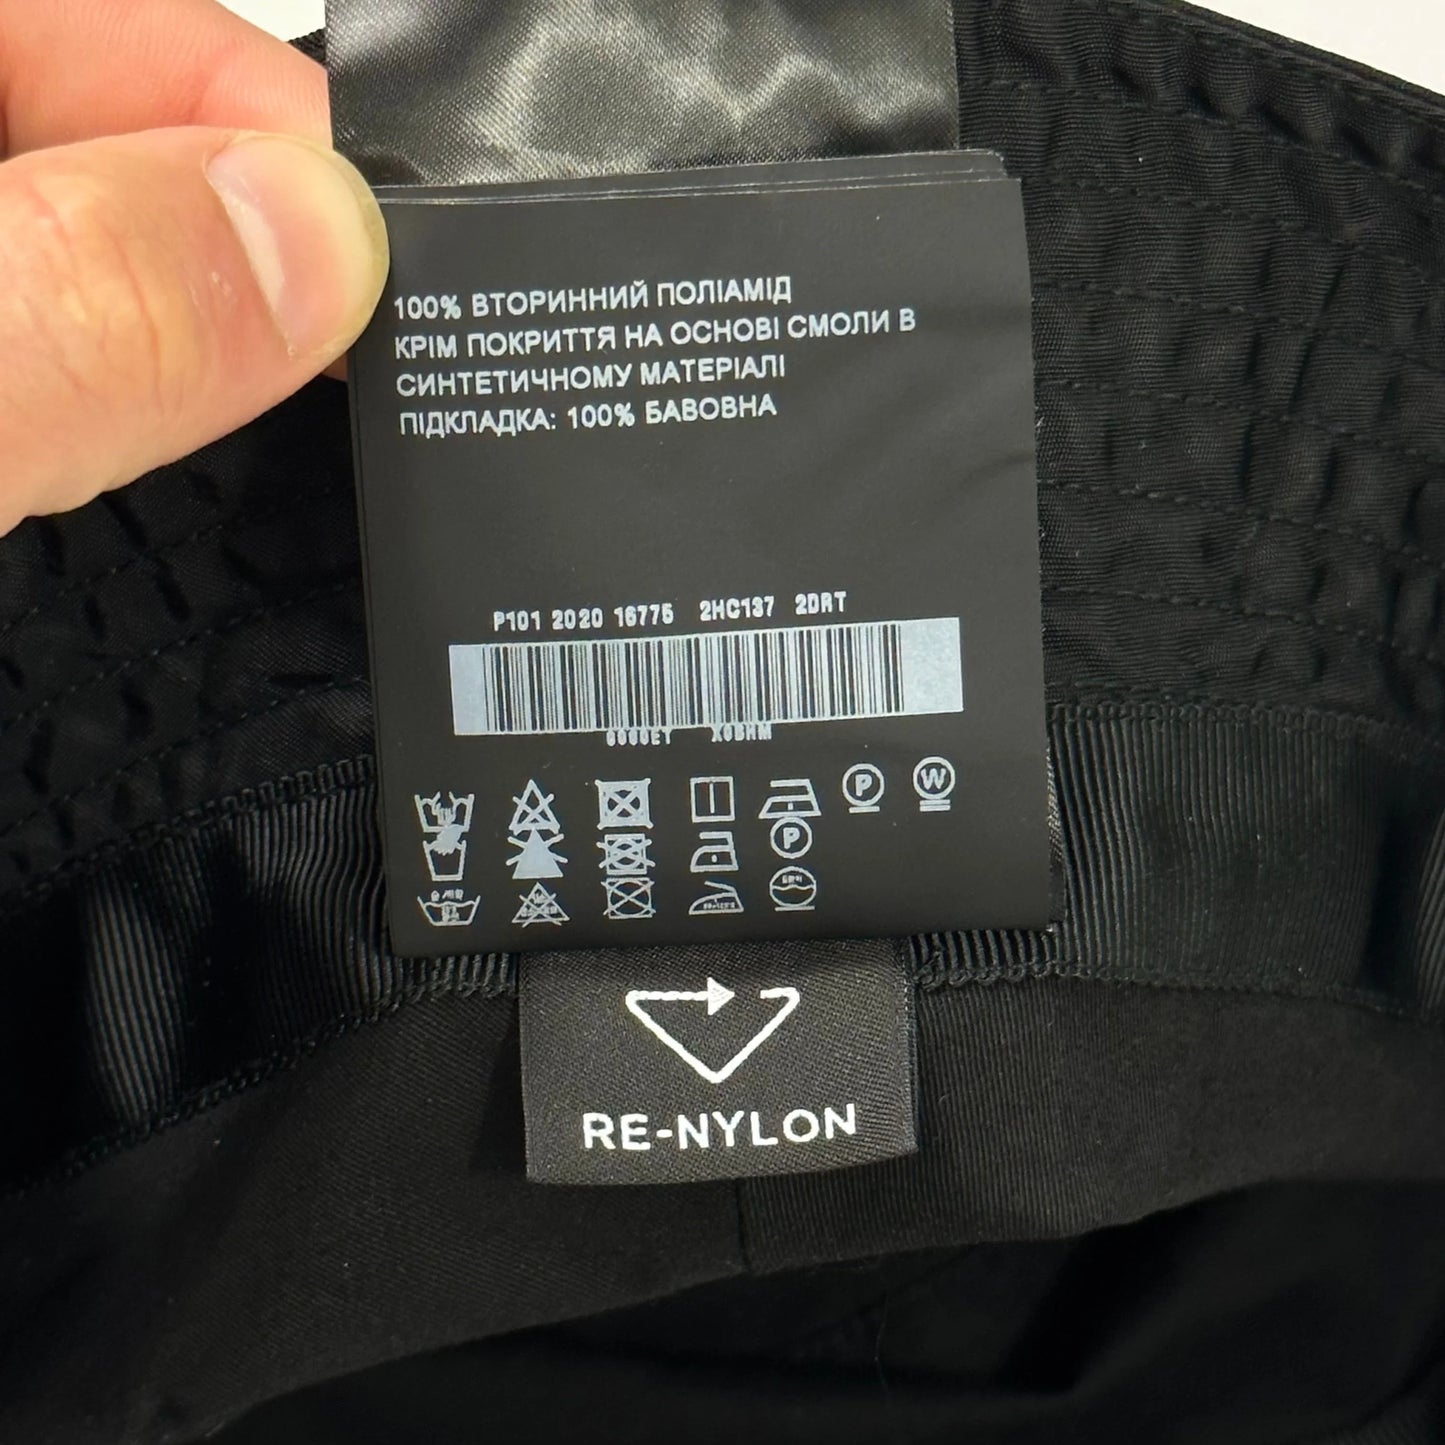 100% ВТОРИННИЙ ПОЛІАМІД
КРІМ ПОКРИТТЯ НА ОСНОВІ СМОЛИ В
СИНТЕТИЧНОМУ МАТЕРІАЛІ
ПІДКЛАДКА: 100% БАВОВНА
P101 2020 16775 2HC137 2DRT
P W
P
RE-NYLON